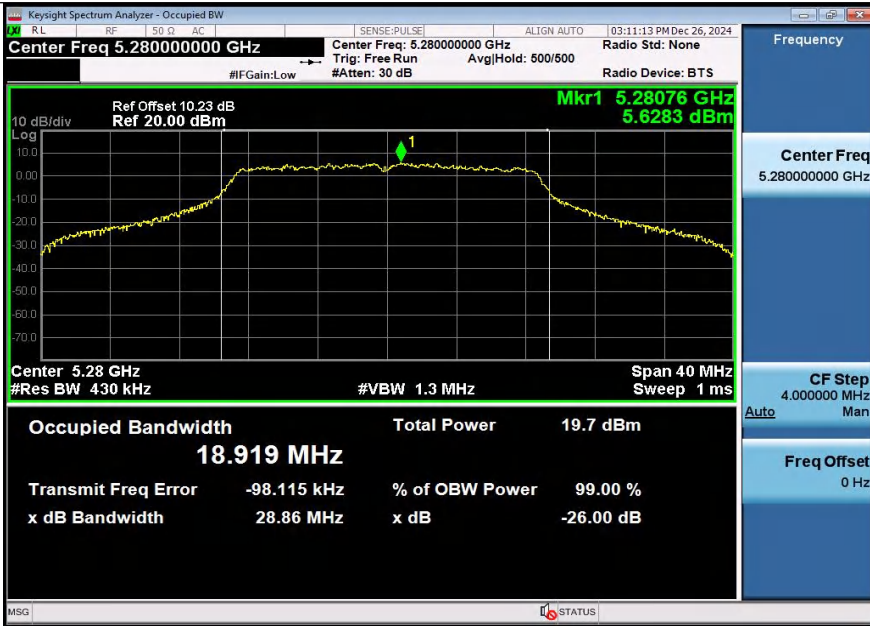 Keysight Spectrum Analyzer - Occupied BW
LXI RL RF 50 Ω AC SENSE:PULSE ALIGN AUTO 03:11:13 PM Dec 26, 2024
Center Freq 5.280000000 GHz
Center Freq: 5.280000000 GHz
Radio Std: None
Trig: Free Run Avg|Hold: 500/500
#IFGain:Low #Atten: 30 dB Radio Device: BTS
Ref Offset 10.23 dB
Mkr1 5.28076 GHz
10 dB/div Ref 20.00 dBm
5.6283 dBm
Log
1
10.0
0.00
-10.0
-20.0
-30.0
-40.0
-50.0
-60.0
-70.0
Center 5.28 GHz Span 40 MHz
#Res BW 430 kHz #VBW 1.3 MHz Sweep 1 ms
Occupied Bandwidth Total Power 19.7 dBm
18.919 MHz
Transmit Freq Error -98.115 kHz % of OBW Power 99.00 %
x dB Bandwidth 28.86 MHz x dB -26.00 dB
Frequency
Center Freq
5.280000000 GHz
CF Step
4.000000 MHz
Auto Man
Freq Offset
0 Hz
MSG STATUS